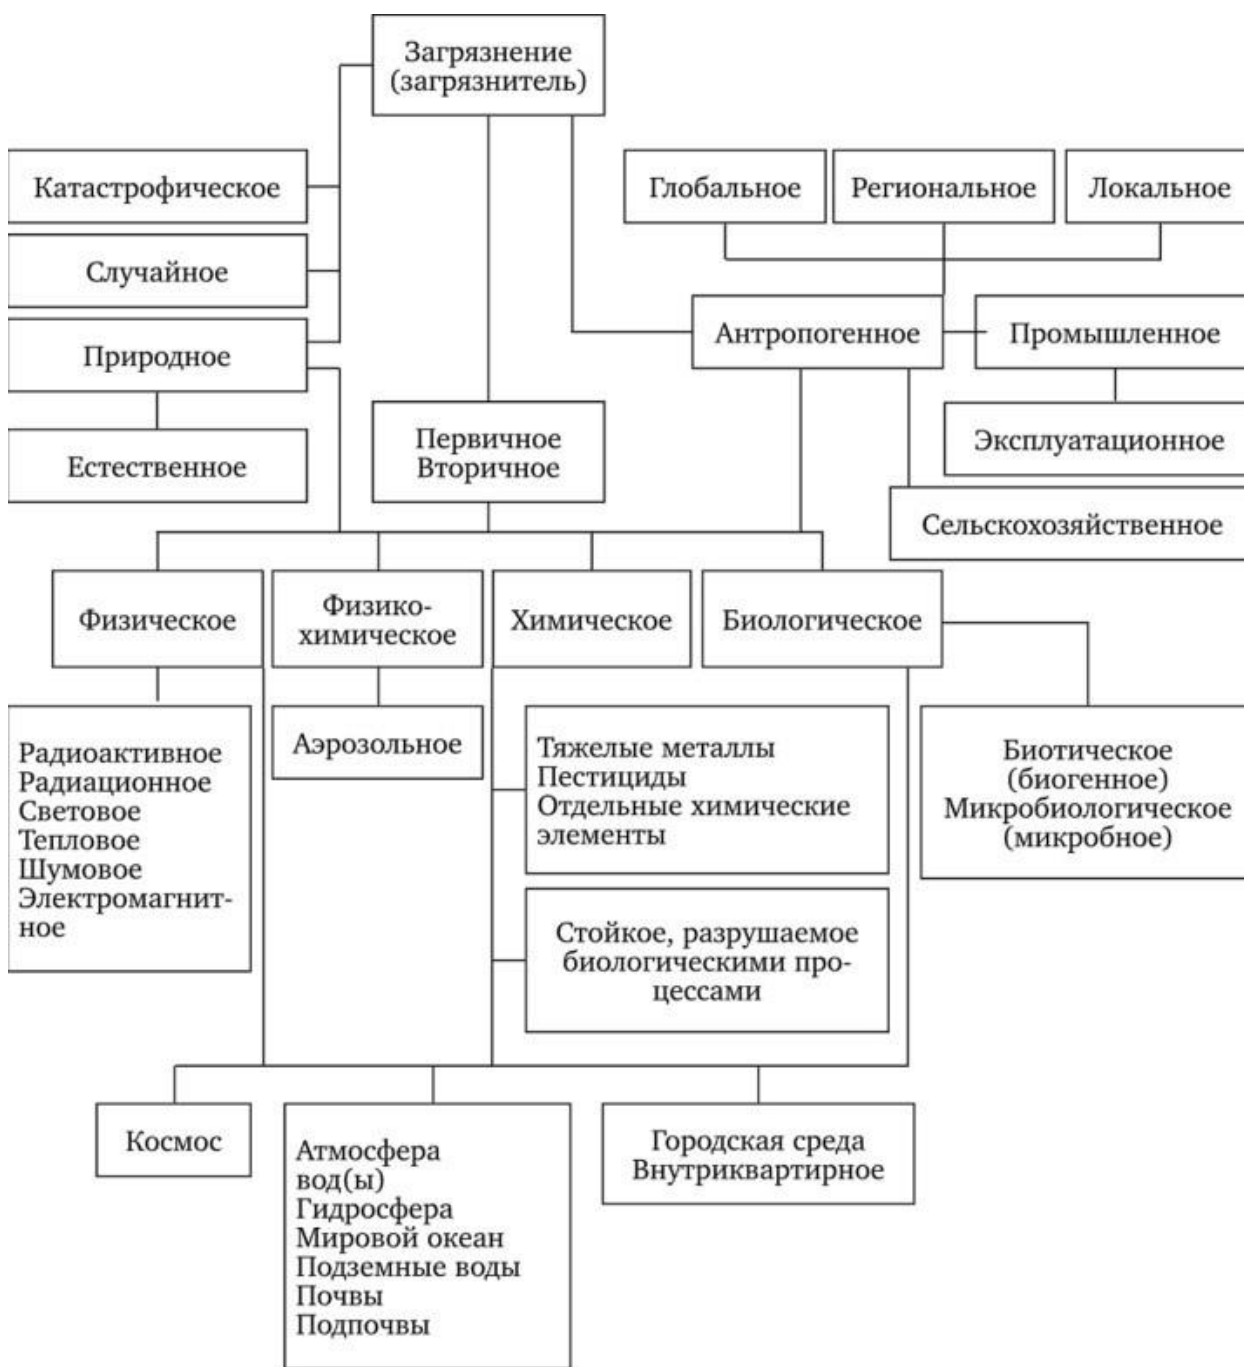 Загрязнение
(загрязнитель)
Катастрофическое
Глобальное
Региональное
Локальное
Случайное
Природное
Антропогенное
Промышленное
Естественное
Первичное
Вторичное
Эксплуатационное
Сельскохозяйственное
Физическое
Физико-
химическое
Химическое
Биологическое
Радиоактивное
Радиационное
Световое
Тепловое
Шумовое
Электромагнит-
ное
Аэрозольное
Тяжелые металлы
Пестициды
Отдельные химические
элементы
Биотическое
(биогенное)
Микробиологическое
(микробное)
Стойкое, разрушаемое
биологическими про-
цессами
Космос
Атмосфера
вод(ы)
Гидросфера
Мировой океан
Подземные воды
Почвы
Подпочвы
Городская среда
Внутриквартирное